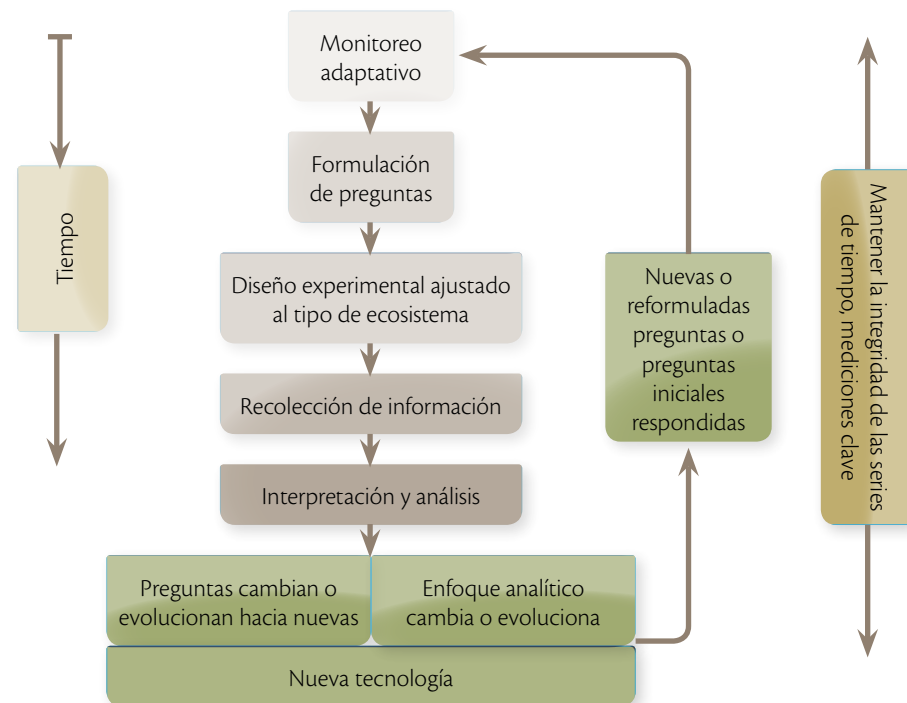 Monitoreo
adaptativo
Formulación
de preguntas
Diseño experimental ajustado
al tipo de ecosistema
Recolección de información
Interpretación y análisis
Preguntas cambian o
evolucionan hacia nuevas
Enfoque analítico
cambia o evoluciona
Nueva tecnología
Nuevas o
reformuladas
preguntas o
preguntas
iniciales
respondidas
Tiempo
Mantener la integridad de las series
de tiempo, mediciones clave